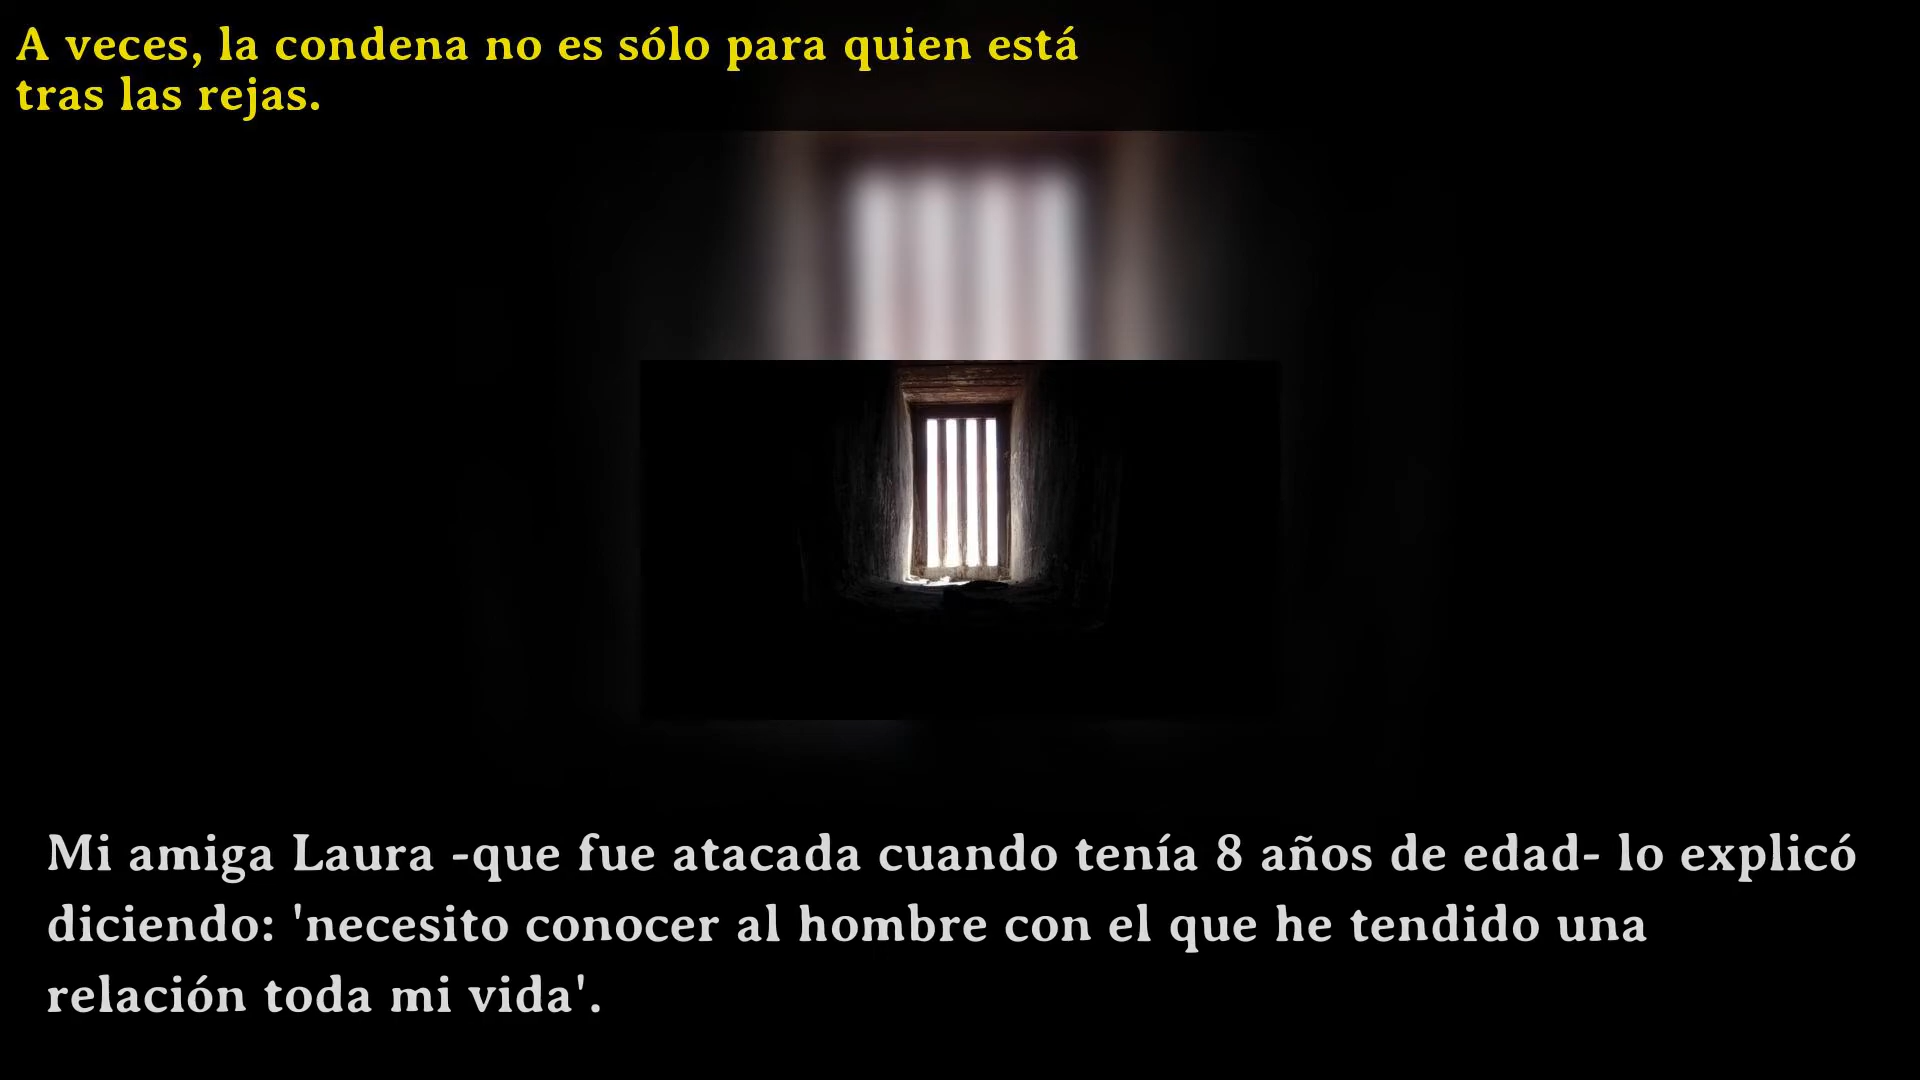 A veces, la condena no es sólo para quien está
tras las rejas.
Mi amiga Laura -que fue atacada cuando tenía 8 años de edad- lo explicó
diciendo: 'necesito conocer al hombre con el que he tendido una
relación toda mi vida'.